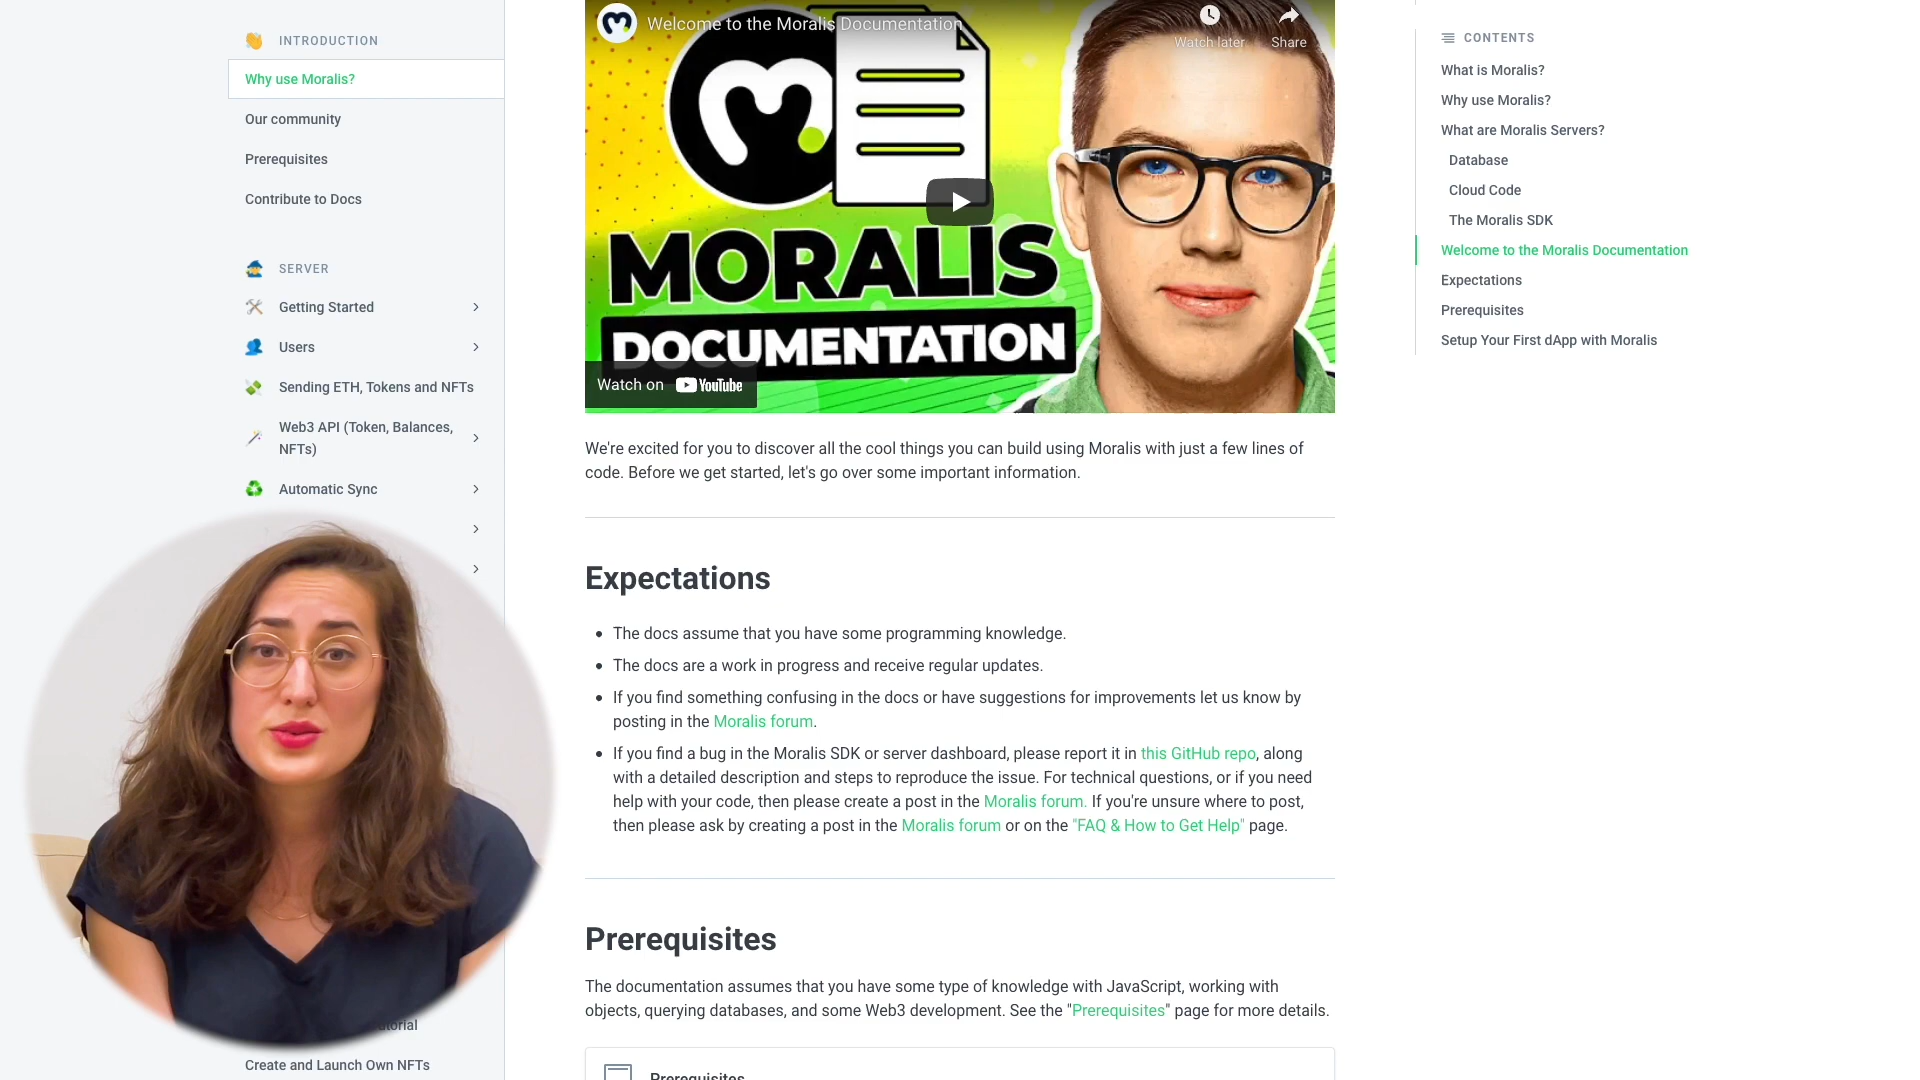 INTRODUCTION
Why use Moralis?
Our community
Prerequisites
Contribute to Docs
SERVER
Getting Started
Users
Sending ETH, Tokens and NFTs
Web3 API (Token, Balances,
NFTs)
Automatic Sync
Create and Launch Own NFTs
Welcome to the Moralis Documentation
Watch later
Share
MORALIS
DOCUMENTATION
Watch on YouTube
We're excited for you to discover all the cool things you can build using Moralis with just a few lines of
code. Before we get started, let's go over some important information.
Expectations
The docs assume that you have some programming knowledge.
The docs are a work in progress and receive regular updates.
If you find something confusing in the docs or have suggestions for improvements let us know by
posting in the Moralis forum.
If you find a bug in the Moralis SDK or server dashboard, please report it in this GitHub repo, along
with a detailed description and steps to reproduce the issue. For technical questions, or if you need
help with your code, then please create a post in the Moralis forum. If you're unsure where to post,
then please ask by creating a post in the Moralis forum or on the "FAQ & How to Get Help" page.
Prerequisites
The documentation assumes that you have some type of knowledge with JavaScript, working with
objects, querying databases, and some Web3 development. See the "Prerequisites" page for more details.
Prerequisites
CONTENTS
What is Moralis?
Why use Moralis?
What are Moralis Servers?
Database
Cloud Code
The Moralis SDK
Welcome to the Moralis Documentation
Expectations
Prerequisites
Setup Your First dApp with Moralis